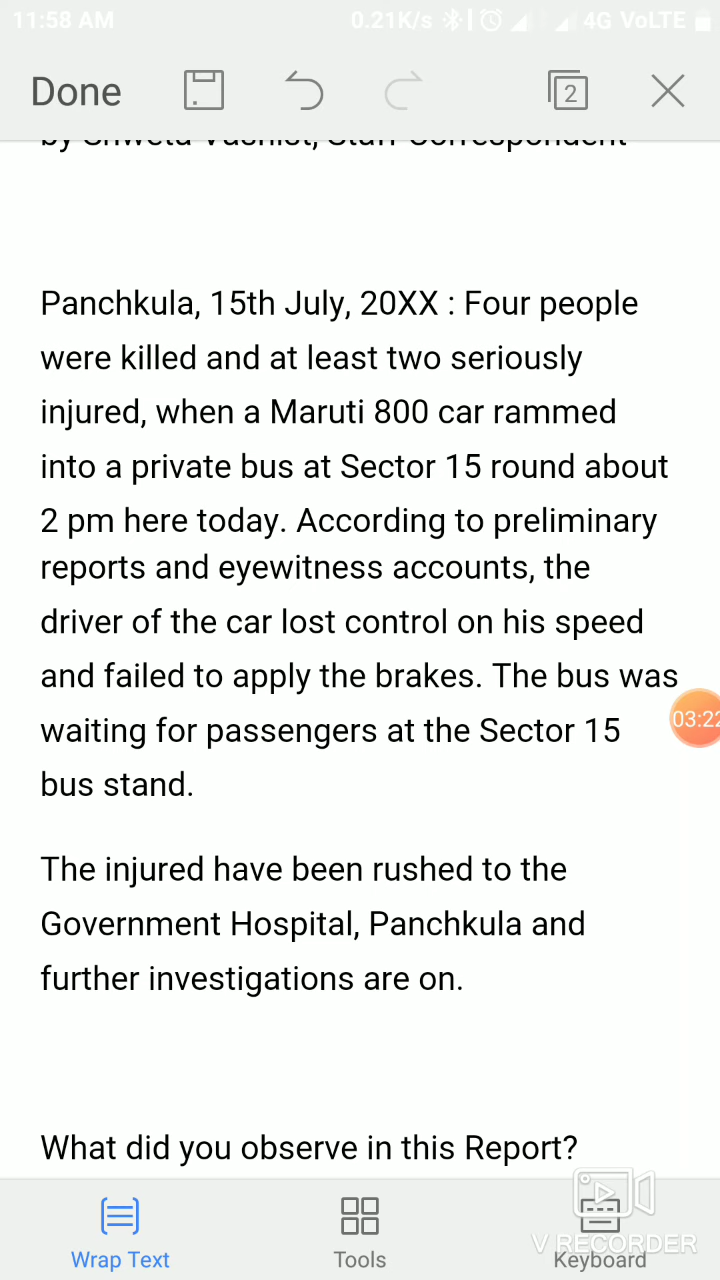 11:58 AM 0.21K/s 4G VoLTE
Done 2
by Shweta Vashist, Staff Correspondent
Panchkula, 15th July, 20XX : Four people
were killed and at least two seriously
injured, when a Maruti 800 car rammed
into a private bus at Sector 15 round about
2 pm here today. According to preliminary
reports and eyewitness accounts, the
driver of the car lost control on his speed
and failed to apply the brakes. The bus was
waiting for passengers at the Sector 15
bus stand.
03:22
The injured have been rushed to the
Government Hospital, Panchkula and
further investigations are on.
What did you observe in this Report?
V RECORDER
Wrap Text Tools Keyboard